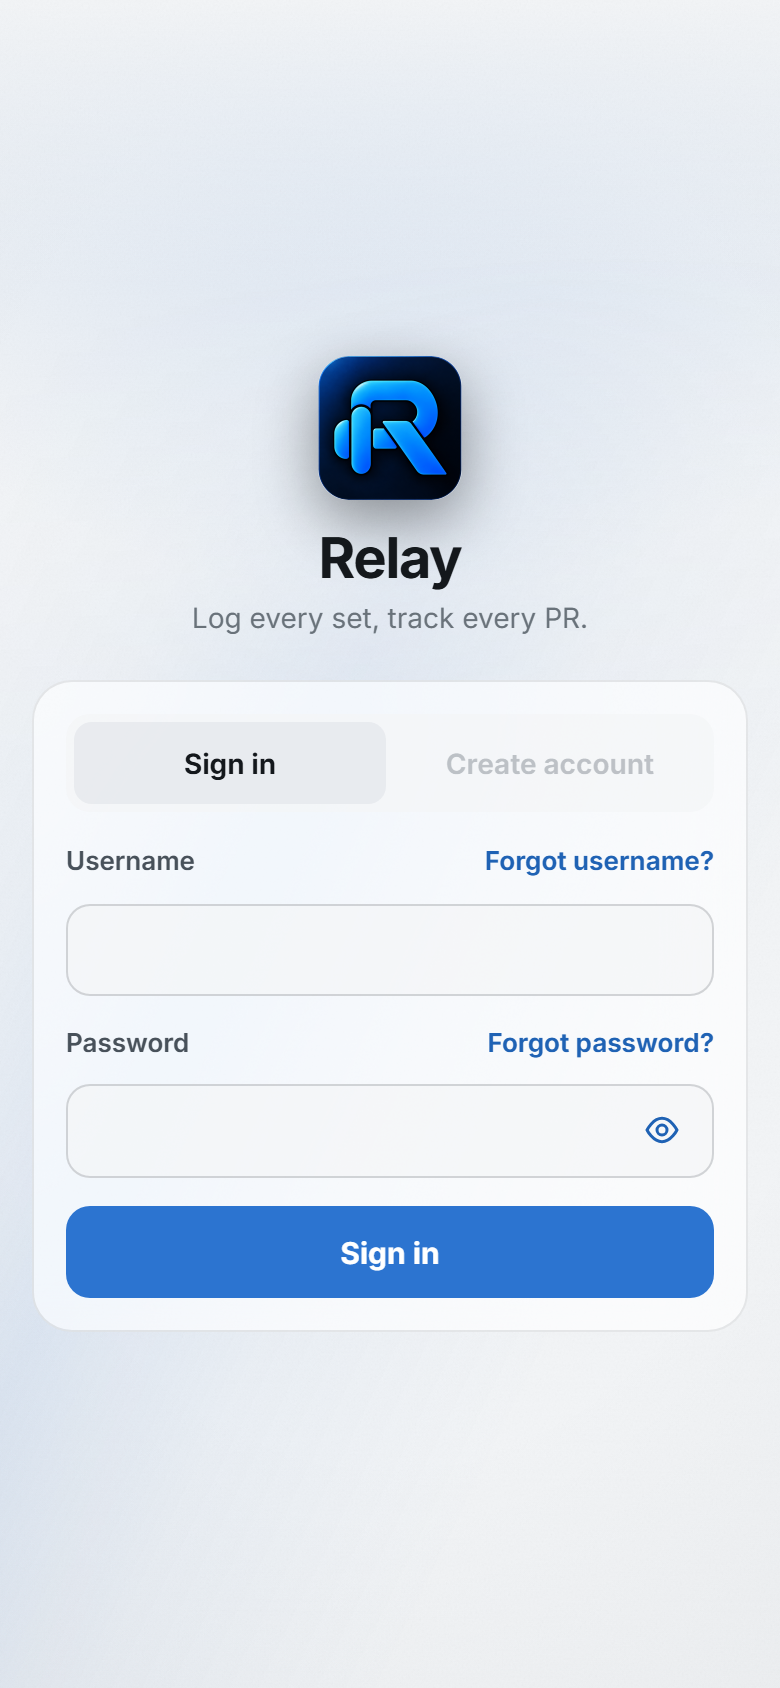 Relay
Log every set, track every PR.
Sign in
Create account
Username
Forgot username?
Password
Forgot password?
Sign in